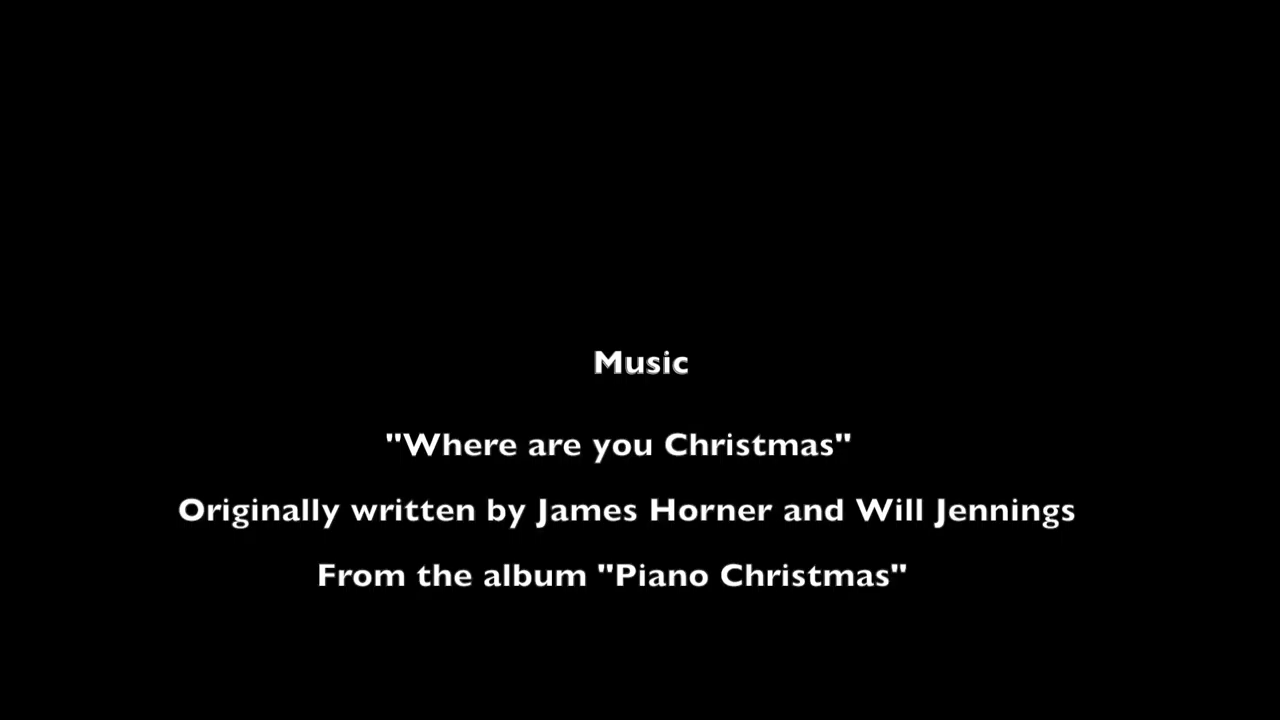 Music
"Where are you Christmas"
Originally written by James Horner and Will Jennings
From the album "Piano Christmas"